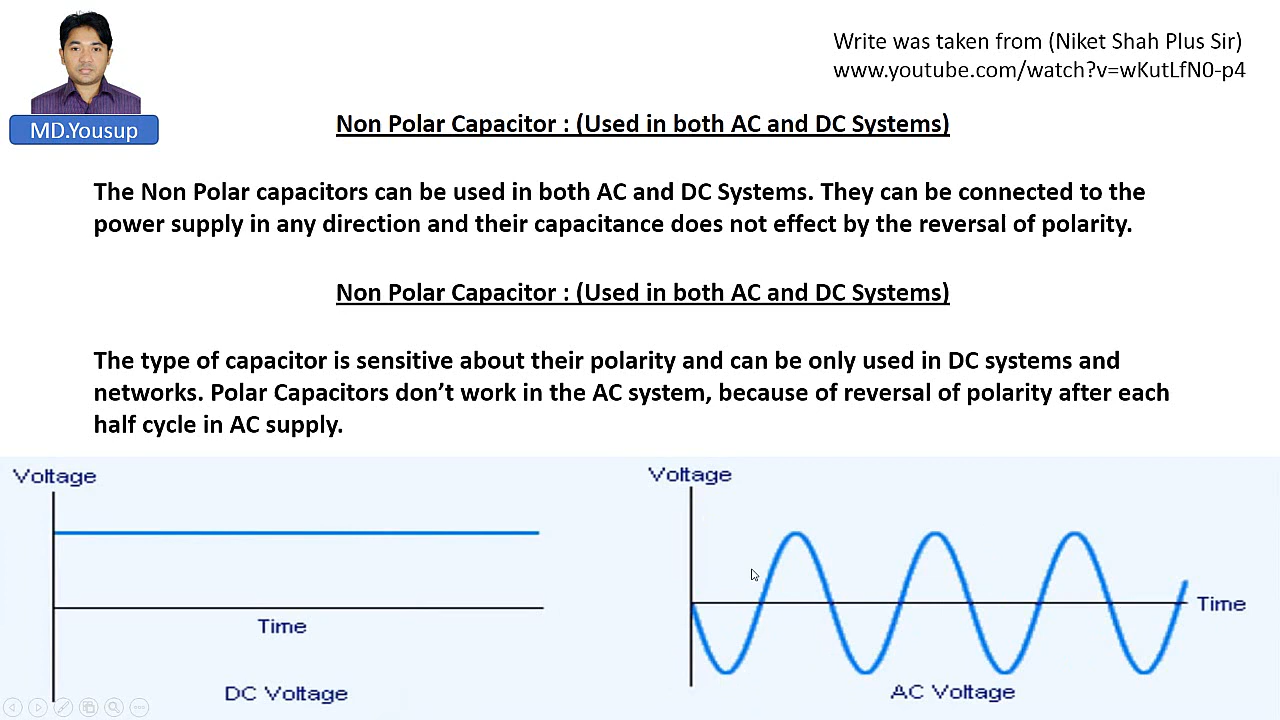 Write was taken from (Niket Shah Plus Sir)
www.youtube.com/watch?v=wKutLfN0-p4
MD.Yousup
Non Polar Capacitor : (Used in both AC and DC Systems)
The Non Polar capacitors can be used in both AC and DC Systems. They can be connected to the
power supply in any direction and their capacitance does not effect by the reversal of polarity.
Non Polar Capacitor : (Used in both AC and DC Systems)
The type of capacitor is sensitive about their polarity and can be only used in DC systems and
networks. Polar Capacitors don’t work in the AC system, because of reversal of polarity after each
half cycle in AC supply.
Voltage
Time
DC Voltage
Voltage
Time
AC Voltage